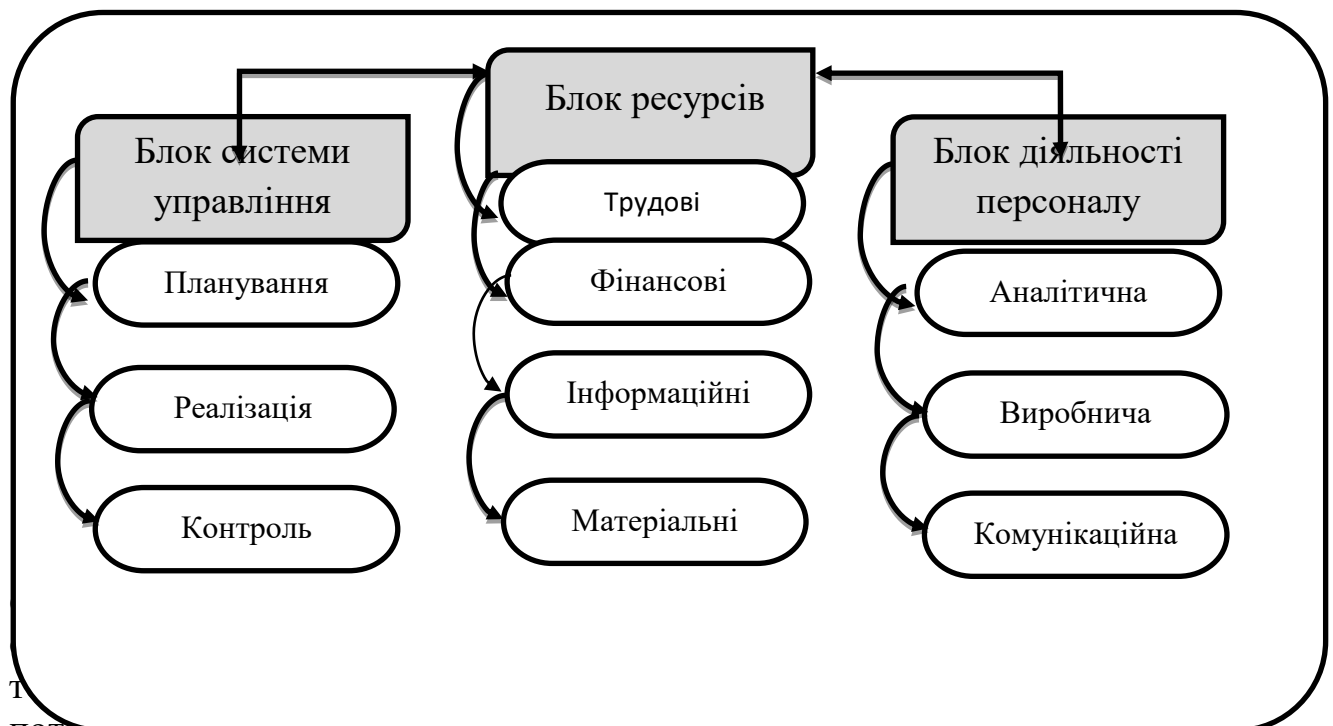 Блок ресурсів
Блок системи
управління
Блок діяльності
персоналу
Трудові
Планування
Фінансові
Аналітична
Реалізація
Інформаційні
Виробнича
Контроль
Матеріальні
Комунікаційна
т